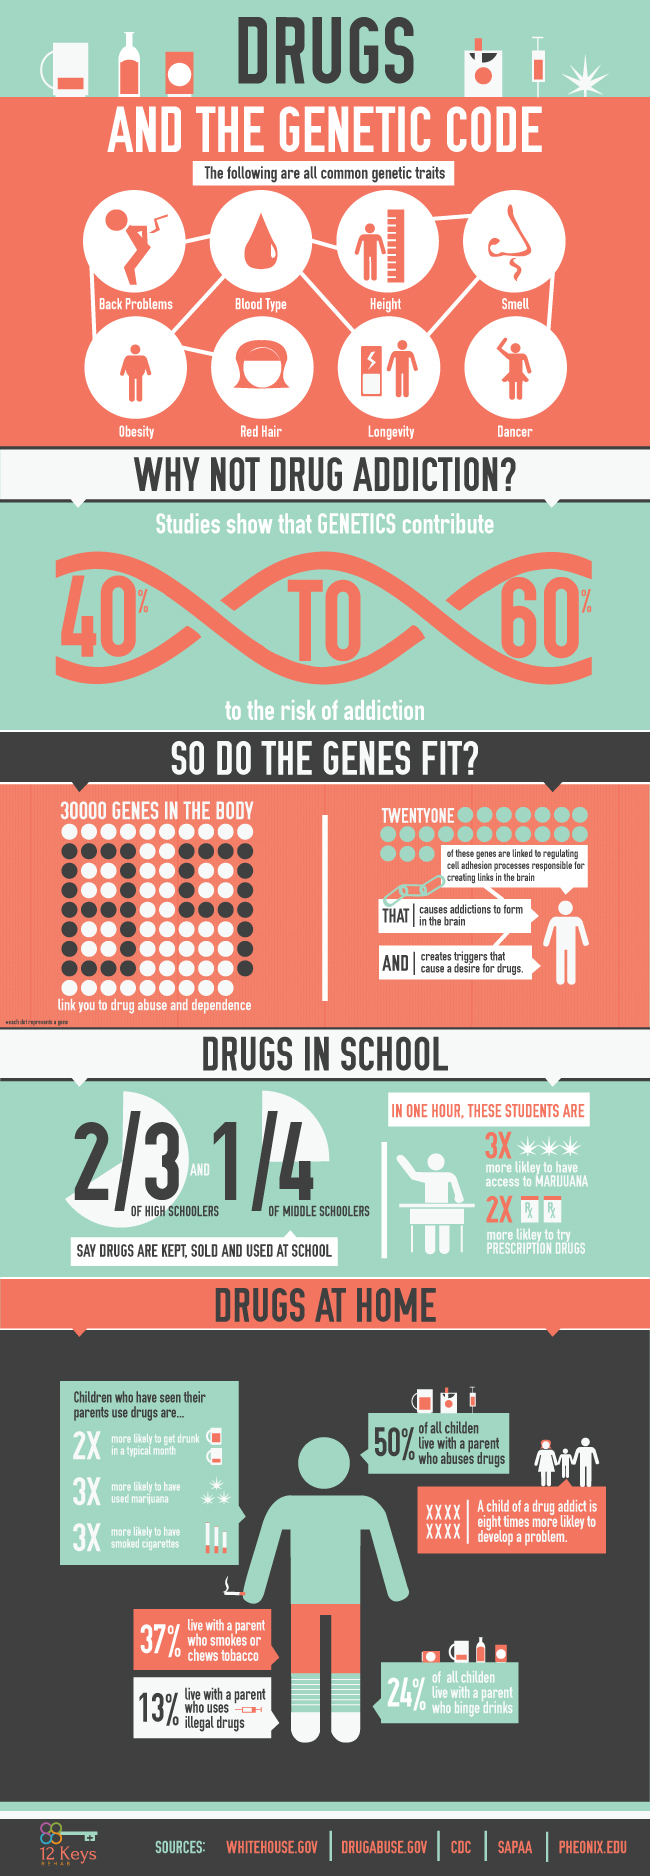 DRUGS
AND THE GENETIC CODE
The following are all common genetic traits
Back Problems
Blood Type
Height
Smell
Obesity
Red Hair
Longevity
Dancer
WHY NOT DRUG ADDICTION?
Studies show that GENETICS contribute
40% TO 60%
to the risk of addiction
SO DO THE GENES FIT?
30000 GENES IN THE BODY
link you to drug abuse and dependence
*each dot represents a gene
TWENTYONE
of these genes are linked to regulating
cell adhesion processes responsible for
creating links in the brain
THAT | causes addictions to form
in the brain
AND | creates triggers that
cause a desire for drugs.
DRUGS IN SCHOOL
2/3 AND 1/4
OF HIGH SCHOOLERS
OF MIDDLE SCHOOLERS
SAY DRUGS ARE KEPT, SOLD AND USED AT SCHOOL
IN ONE HOUR, THESE STUDENTS ARE
3X
more likley to have
access to MARIJUANA
2X
RX RX
more likley to try
PRESCRIPTION DRUGS
DRUGS AT HOME
Children who have seen their
parents use drugs are...
2X
more likely to get drunk
in a typical month
3X
more likely to have
used marijuana
3X
more likely to have
smoked cigarettes
50%
of all childen
live with a parent
who abuses drugs
XXXX
XXXX
A child of a drug addict is
eight times more likley to
develop a problem.
37%
live with a parent
who smokes or
chews tobacco
13%
live with a parent
who uses
illegal drugs
24%
of all childen
live with a parent
who binge drinks
12 Keys
REHAB
SOURCES: WHITEHOUSE.GOV | DRUGABUSE.GOV | CDC | SAPAA | PHEONIX.EDU